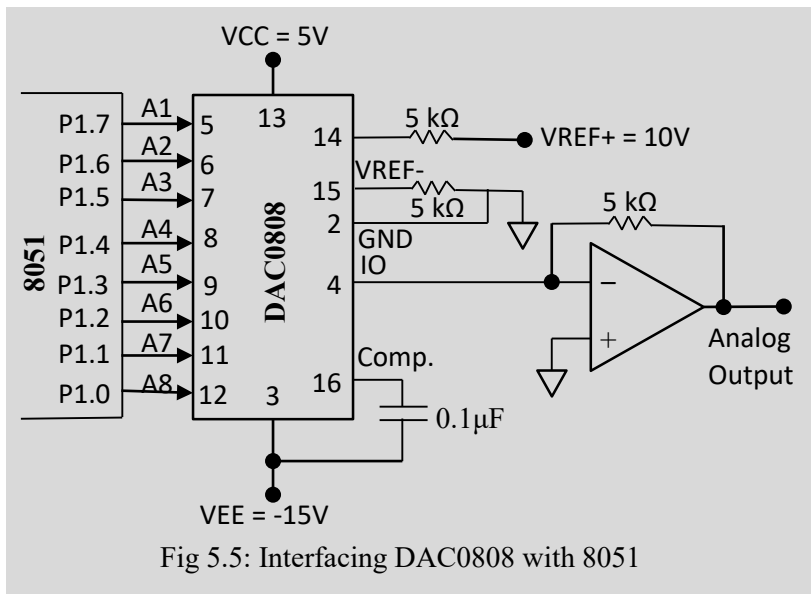 VCC = 5V
8051
P1.7
P1.6
P1.5
P1.4
P1.3
P1.2
P1.1
P1.0
A1
A2
A3
A4
A5
A6
A7
A8
5
6
7
8
9
10
11
12
13
DAC0808
3
14
15
2
4
16
5 kΩ
VREF+ = 10V
VREF-
5 kΩ
GND
IO
5 kΩ
−
+
Analog
Output
Comp.
0.1µF
VEE = -15V
Fig 5.5: Interfacing DAC0808 with 8051